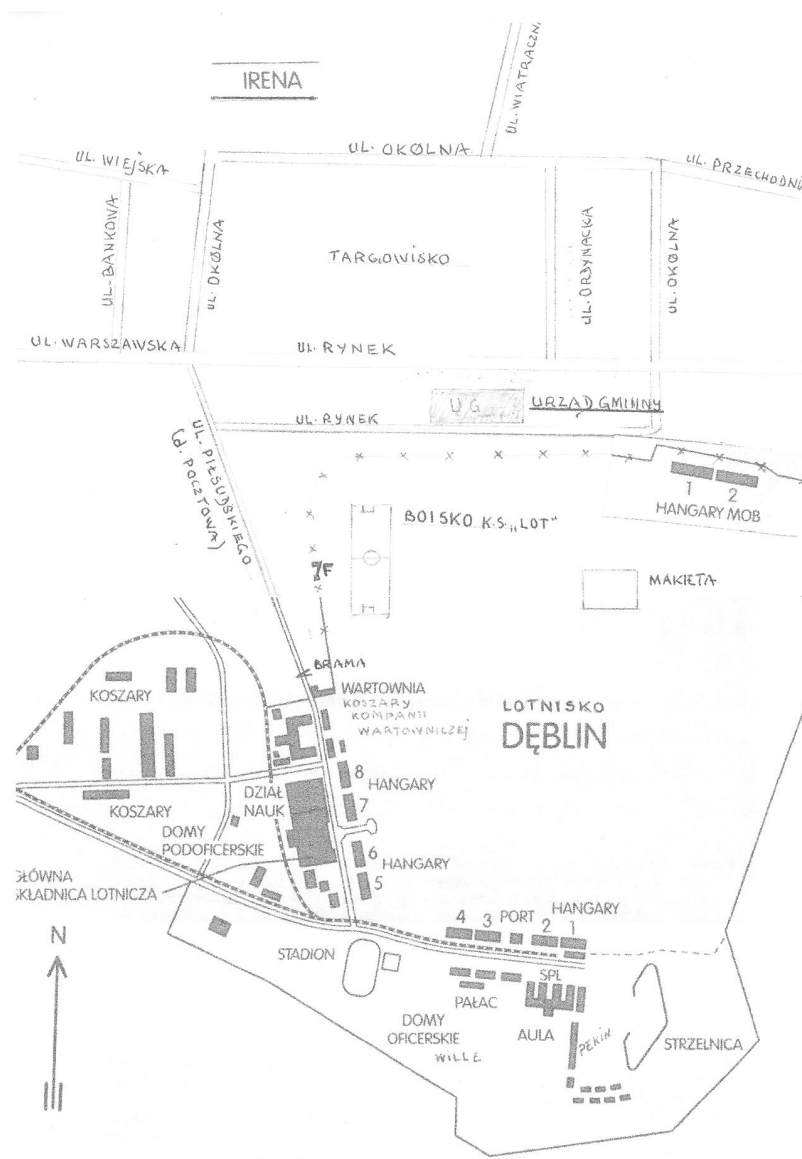 IRENA
UL. WIATRACZN
UL. OKÓLNA
UL. WIEJSKA
UL. PRZECHODN
UL. BANKOWA
UL. OKÓLNA
TARGOWISKO
UL. ORDYNACKA
UL. OKÓLNA
UL. WARSZAWSKA
UL. RYNEK
UG
URZĄD GMINNY
UL. RYNEK
UL. PIŁSUDSKIEGO
(d. POCZTOWA)
1 2
HANGARY MOB
BOISKO K.S. „LOT"
7F
MAKIETA
BRAMA
KOSZARY
WARTOWNIA
KOSZARY
KOMPANII
WARTOWNICZEJ
LOTNISKO
DĘBLIN
8
HANGARY
7
DZIAŁ
NAUK
KOSZARY
DOMY
PODOFICERSKIE
6
HANGARY
5
GŁÓWNA
SKŁADNICA LOTNICZA
HANGARY
4 3 PORT 2 1
N
STADION
SPL
PAŁAC
DOMY
OFICERSKIE
WILLE
AULA
PEKIN
STRZELNICA